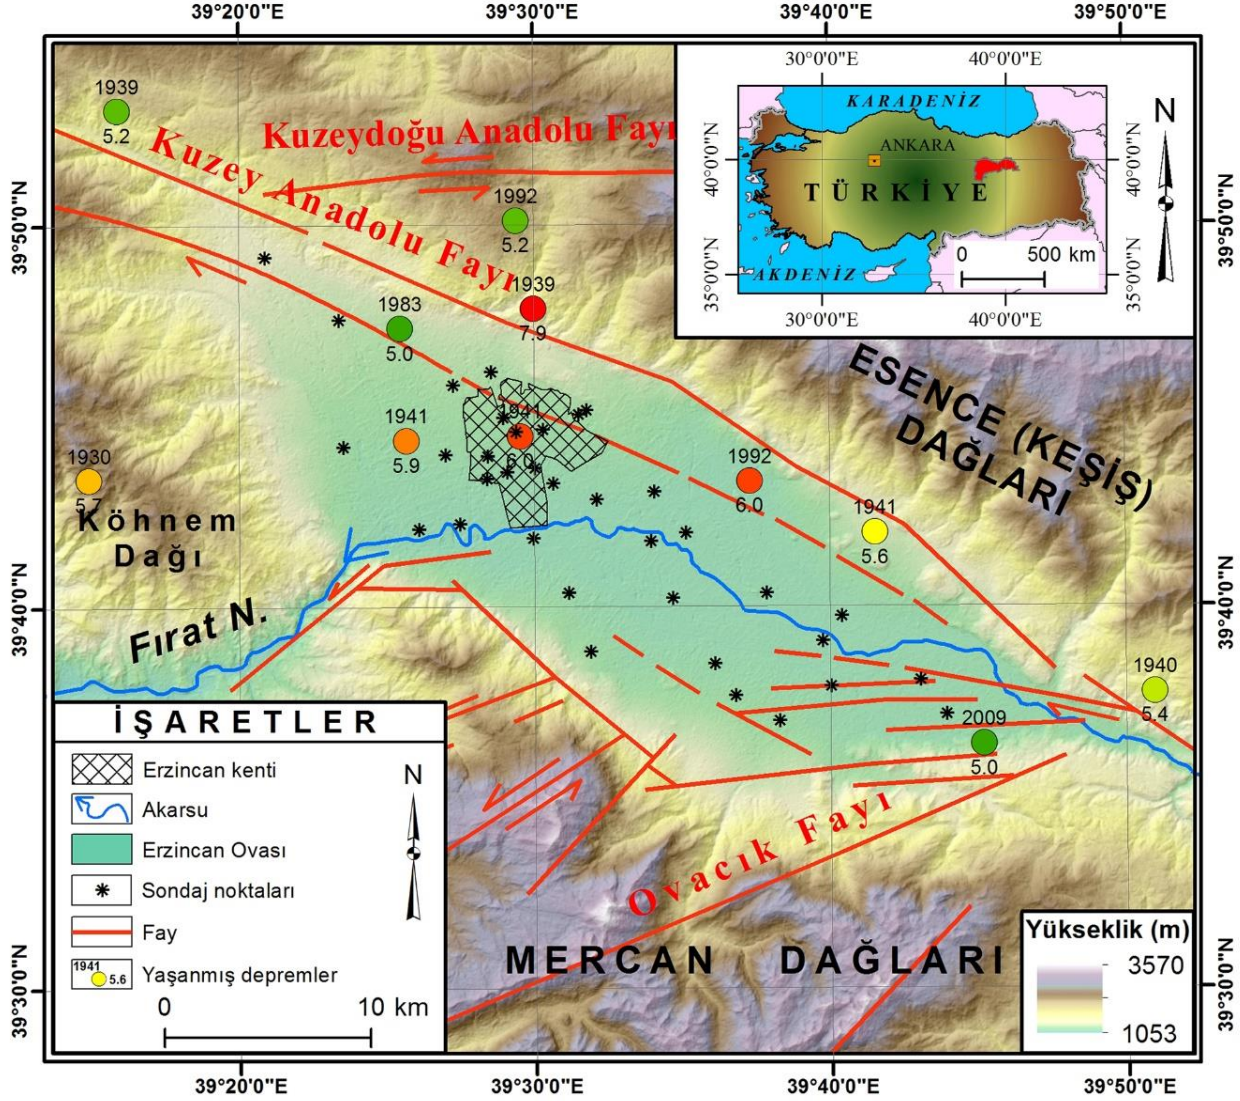 39°20'0"E
39°30'0"E
39°40'0"E
39°50'0"E
39°50'0"N
39°40'0"N
39°30'0"N
39°50'0"N
39°40'0"N
39°30'0"N
1939
5.2
Kuzey Anadolu Fayı
Kuzeydoğu Anadolu Fayı
1992
5.2
1939
7.9
1983
5.0
1941
5.9
1941
6.0
1930
5.7
Köhnem
Dağı
1992
6.0
1941
5.6
ESENCE (KEŞİŞ)
DAĞLARI
Fırat N.
1940
5.4
2009
5.0
Ovacık Fayı
MERCAN DAĞLARI
30°0'0"E
40°0'0"E
KARADENİZ
ANKARA
TÜRKİYE
AKDENİZ
0 500 km
40°0'0"N
35°0'0"N
40°0'0"N
35°0'0"N
30°0'0"E
40°0'0"E
N
İŞARETLER
Erzincan kenti
Akarsu
Erzincan Ovası
Sondaj noktaları
Fay
1941
5.6
Yaşanmış depremler
N
0 10 km
Yükseklik (m)
3570
1053
39°20'0"E
39°30'0"E
39°40'0"E
39°50'0"E